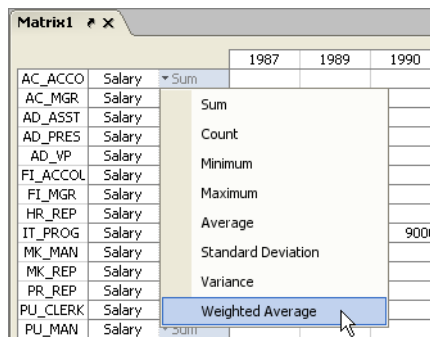 Matrix1
1987 1989 1990
AC_ACCO Salary Sum
AC_MGR Salary
AD_ASST Salary
AD_PRES Salary
AD_VP Salary
FI_ACCOU Salary
FI_MGR Salary
HR_REP Salary
IT_PROG Salary 9000
MK_MAN Salary
MK_REP Salary
PR_REP Salary
PU_CLERK Salary
PU_MAN Salary Sum
Sum
Count
Minimum
Maximum
Average
Standard Deviation
Variance
Weighted Average